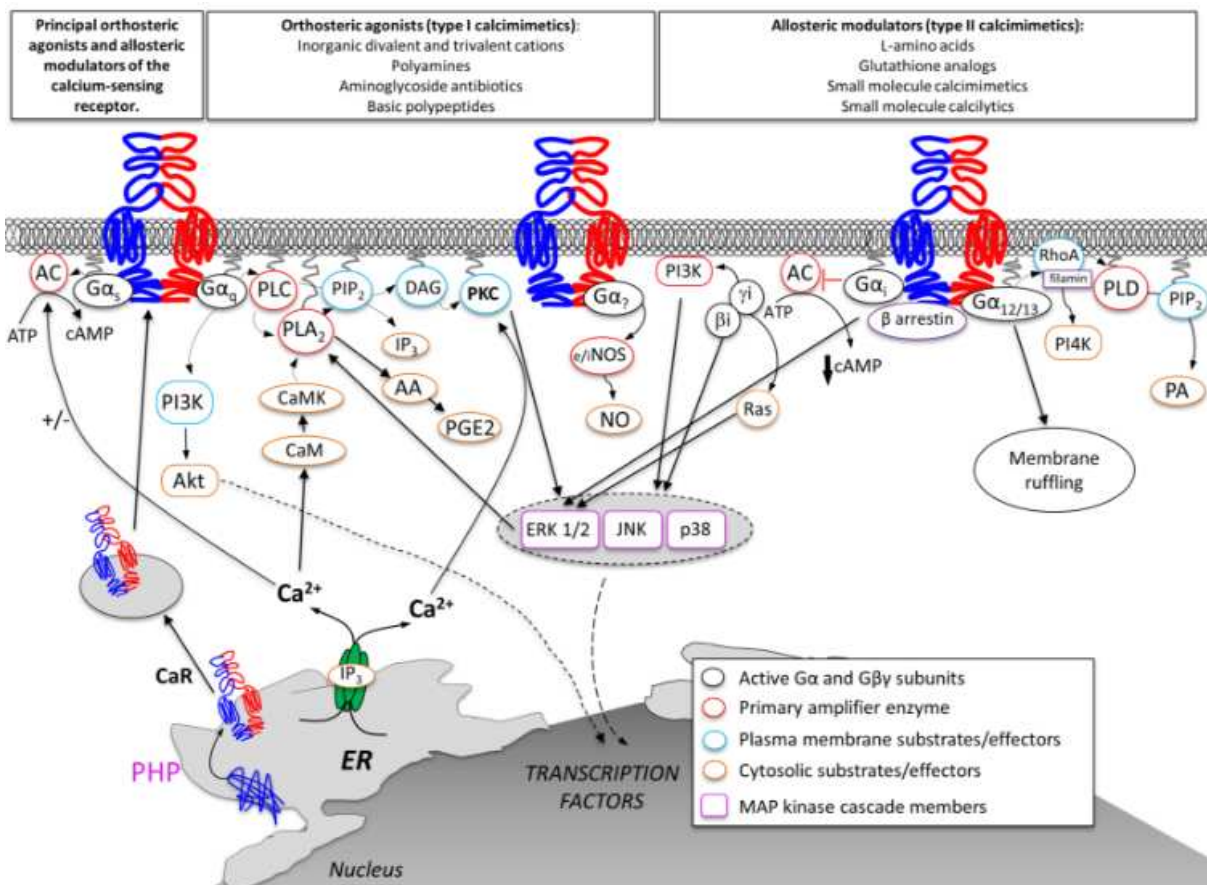 Principal orthosteric
agonists and allosteric
modulators of the
calcium-sensing
receptor.
Orthosteric agonists (type I calcimimetics):
Inorganic divalent and trivalent cations
Polyamines
Aminoglycoside antibiotics
Basic polypeptides
Allosteric modulators (type II calcimimetics):
L-amino acids
Glutathione analogs
Small molecule calcimimetics
Small molecule calcilytics
AC
Gαs
Gαq
PLC
PIP2
DAG
PKC
PLA2
ATP
cAMP
IP3
PI3K
CaMK
AA
PGE2
CaM
Akt
+/-
Gα?
e/iNOS
NO
PI3K
γi
βi
Ras
AC
ATP
Gαi
cAMP
β arrestin
Gα12/13
RhoA
filamin
PLD
PIP2
PI4K
PA
Membrane
ruffling
ERK 1/2
JNK
p38
Ca2+
Ca2+
IP3
CaR
PHP
ER
TRANSCRIPTION
FACTORS
Nucleus
Active Gα and Gβγ subunits
Primary amplifier enzyme
Plasma membrane substrates/effectors
Cytosolic substrates/effectors
MAP kinase cascade members